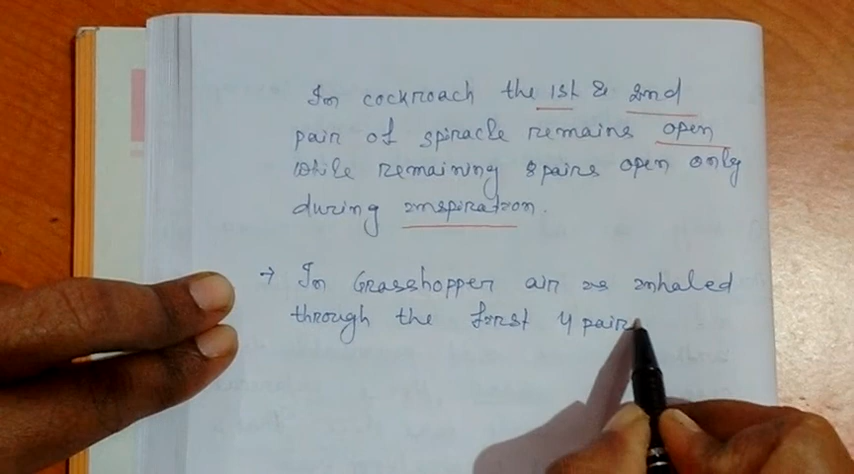 In cockroach the 1st & 2nd
pair of spiracle remains open
while remaining 8 pairs open only
during inspiration.
→ In Grasshopper air is inhaled
through the first 4 pair